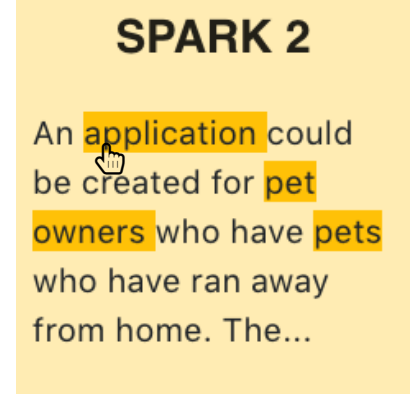 SPARK 2
An application could
be created for pet
owners who have pets
who have ran away
from home. The...